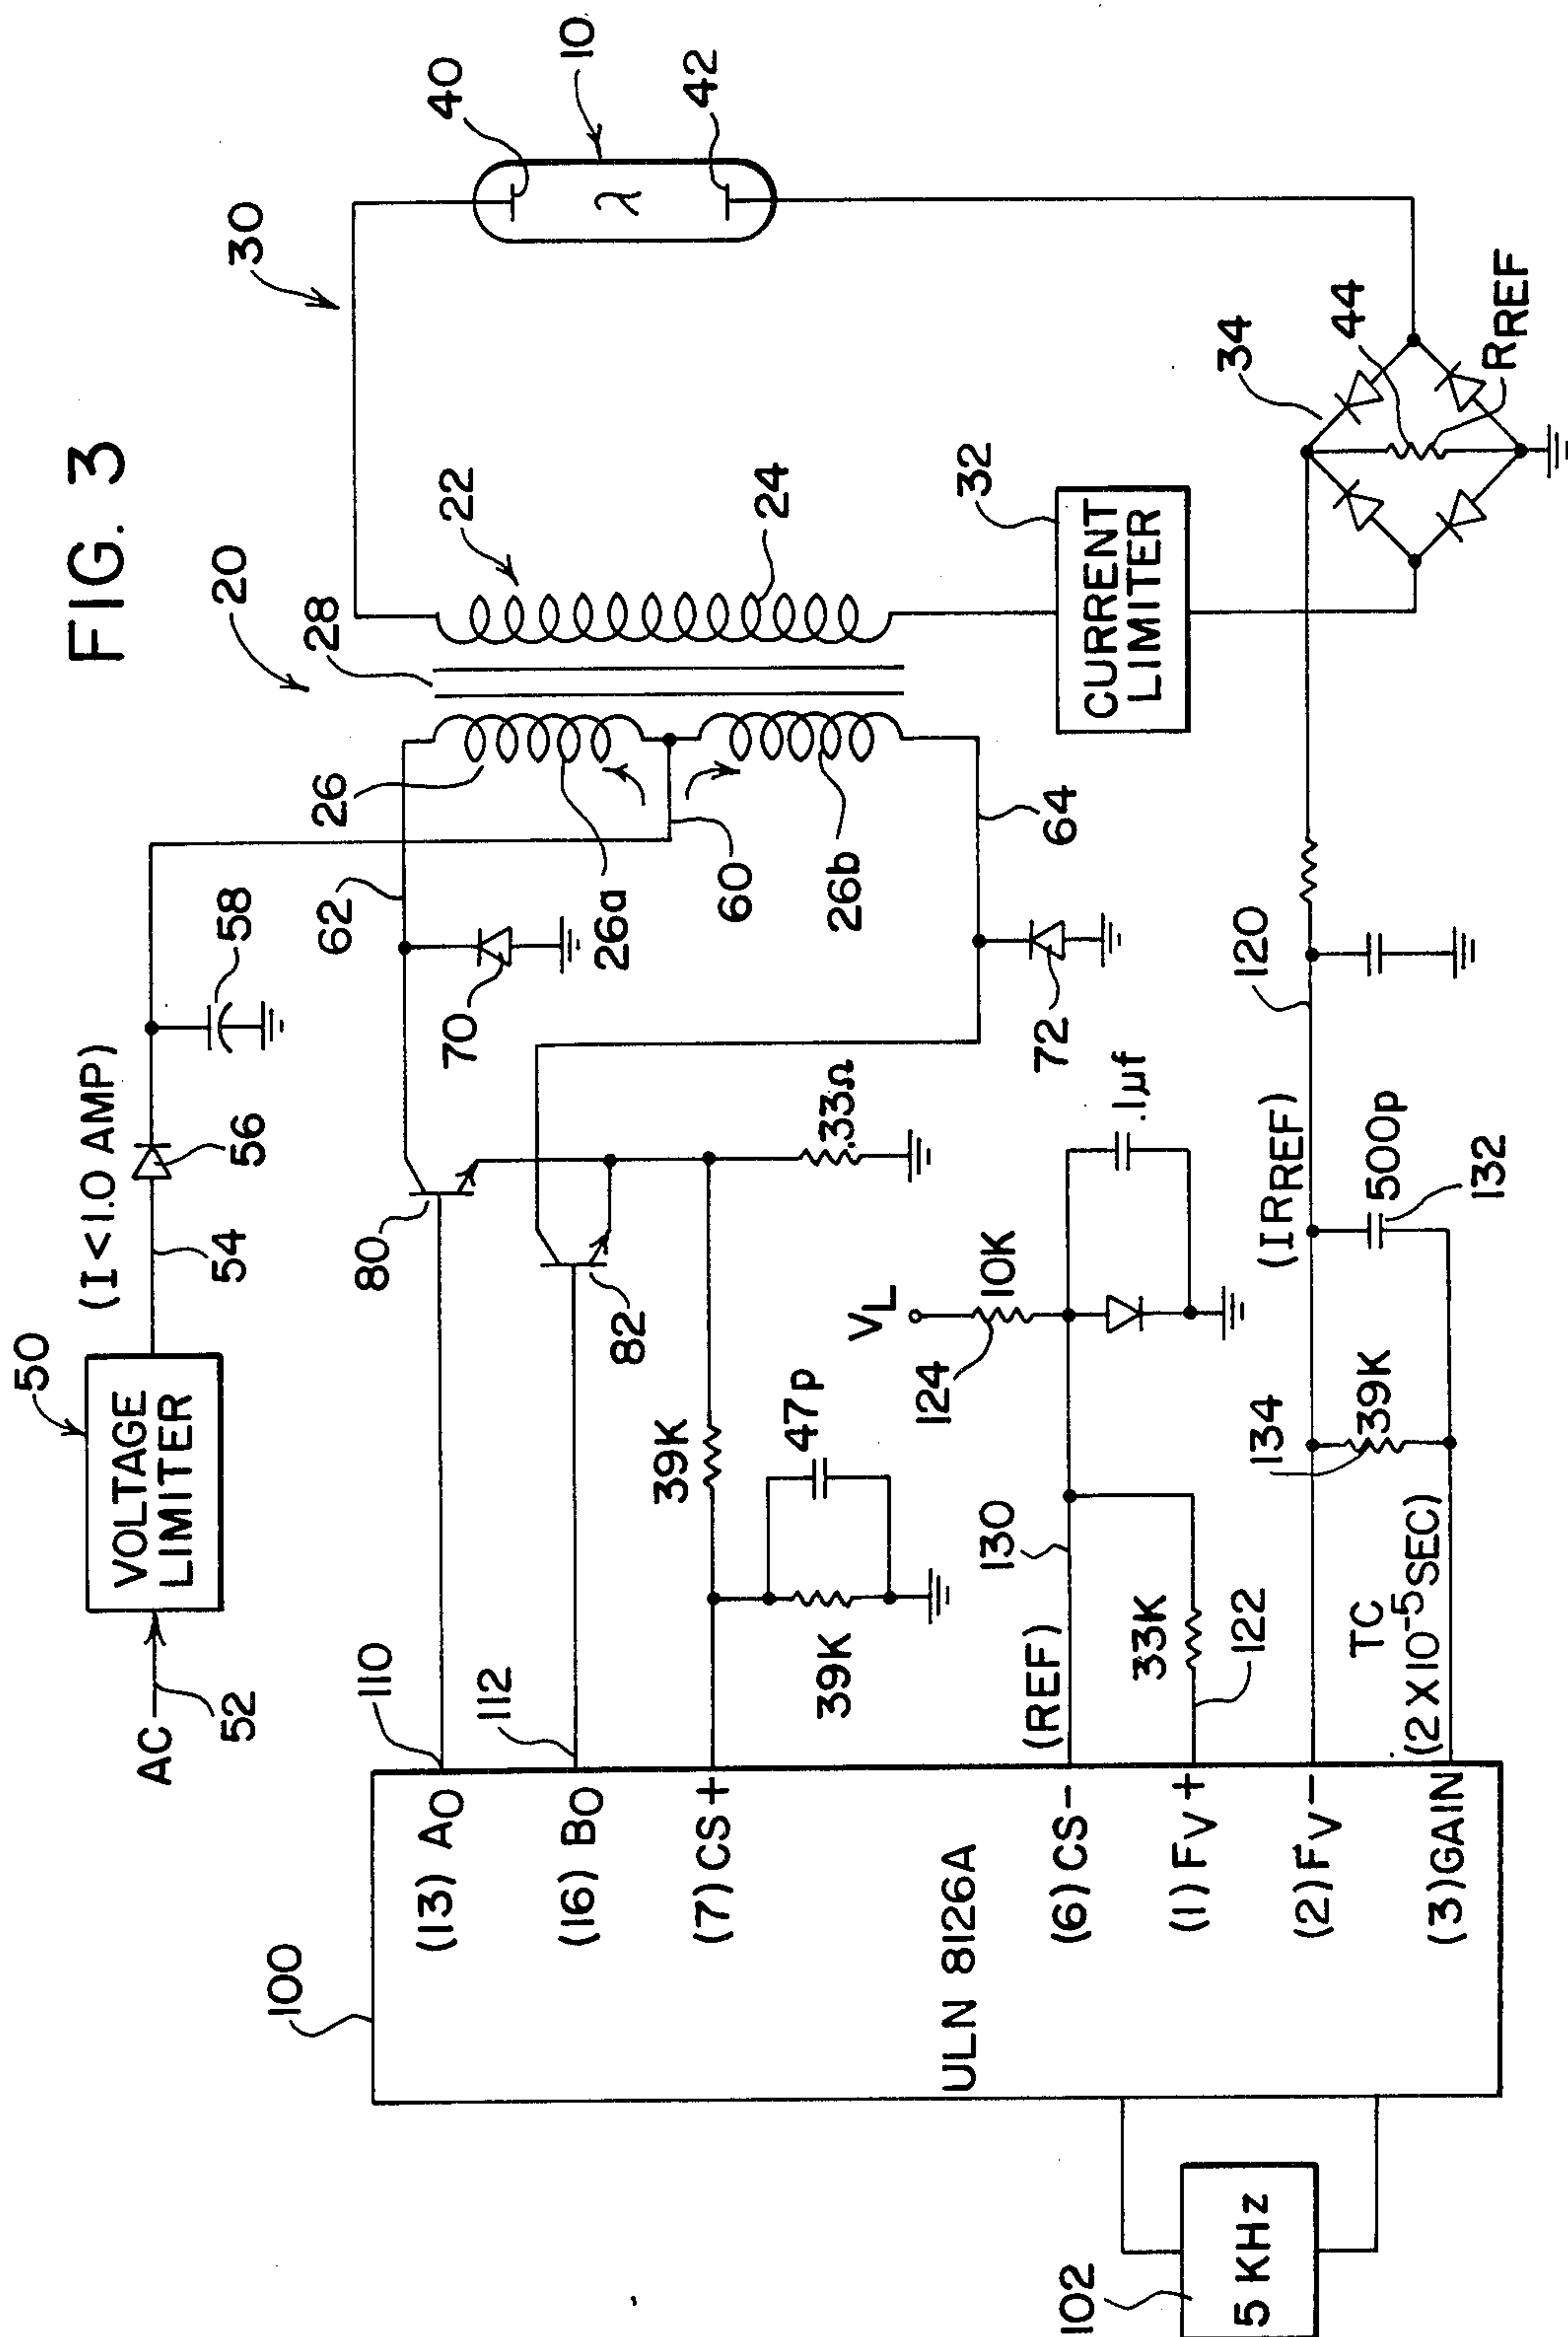 FIG. 3
50
VOLTAGE
LIMITER
AC
52
(I < 1.0 AMP)
54
56
58
20
28
22
24
26
26a
26b
60
62
64
70
72
30
40
10
λ
42
32
CURRENT
LIMITER
34
44
RREF
80
82
33Ω
39K
47p
39K
110
112
100
(13) AO
(16) BO
(7) CS+
ULN 8126A
(6) CS-
(1) FV+
(2) FV-
(3) GAIN
VL
124
10K
.1μf
130
(REF)
33K
122
120
(IRREF)
500p
132
134
39K
TC
(2 X 10-5 SEC)
102
5 KHz